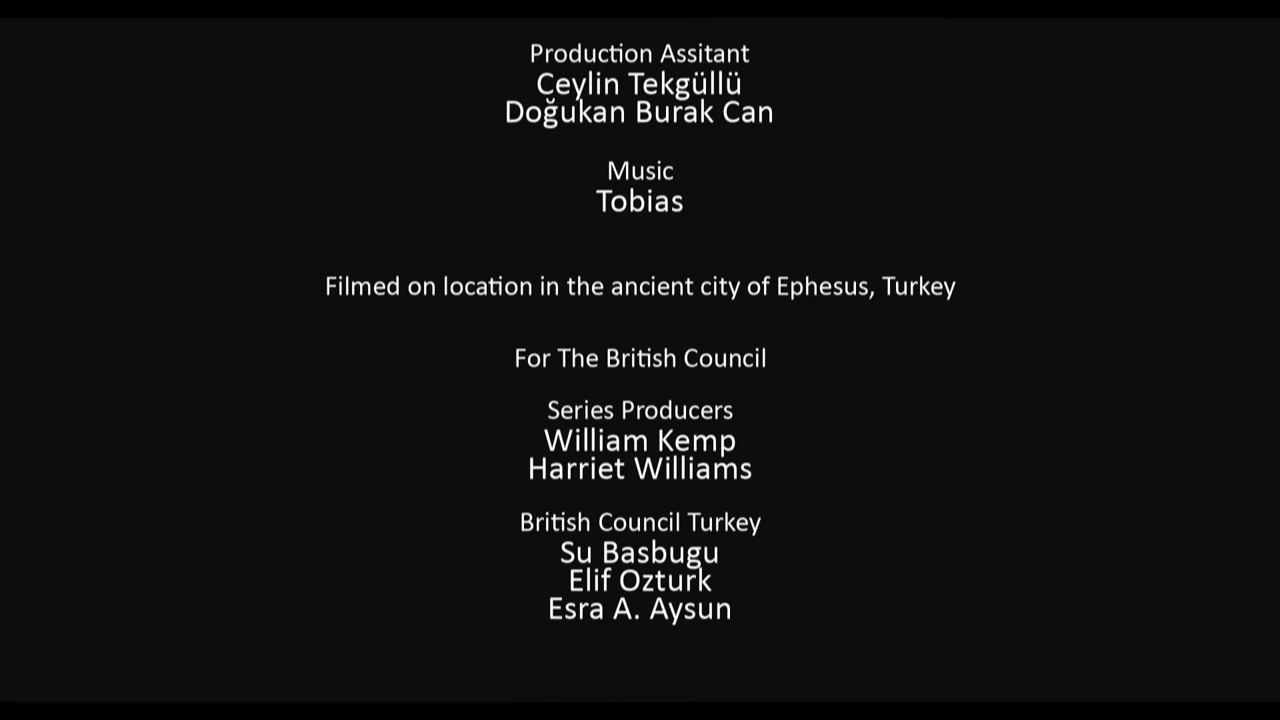 Production Assitant
Ceylin Tekgüllü
Doğukan Burak Can
Music
Tobias
Filmed on location in the ancient city of Ephesus, Turkey
For The British Council
Series Producers
William Kemp
Harriet Williams
British Council Turkey
Su Basbugu
Elif Ozturk
Esra A. Aysun